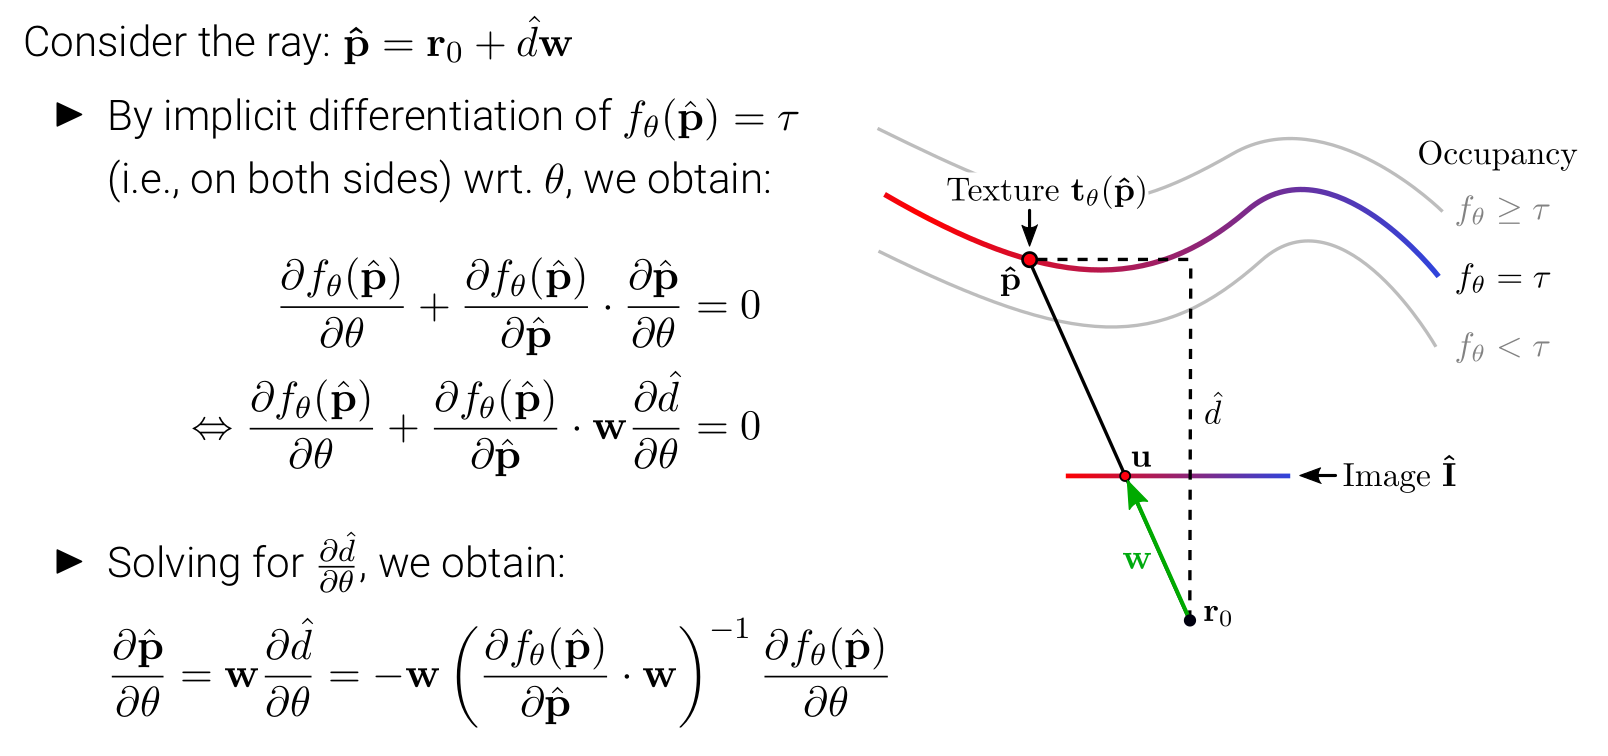 Consider the ray: $\hat{\mathbf{p}} = \mathbf{r}_0 + \hat{d}\mathbf{w}$
▶ By implicit differentiation of $f_\theta(\hat{\mathbf{p}}) = \tau$
(i.e., on both sides) wrt. $\theta$, we obtain:
$\frac{\partial f_\theta(\hat{\mathbf{p}})}{\partial \theta} + \frac{\partial f_\theta(\hat{\mathbf{p}})}{\partial \hat{\mathbf{p}}} \cdot \frac{\partial \hat{\mathbf{p}}}{\partial \theta} = 0$
$\Leftrightarrow \frac{\partial f_\theta(\hat{\mathbf{p}})}{\partial \theta} + \frac{\partial f_\theta(\hat{\mathbf{p}})}{\partial \hat{\mathbf{p}}} \cdot \mathbf{w} \frac{\partial \hat{d}}{\partial \theta} = 0$
▶ Solving for $\frac{\partial \hat{d}}{\partial \theta}$, we obtain:
$\frac{\partial \hat{\mathbf{p}}}{\partial \theta} = \mathbf{w} \frac{\partial \hat{d}}{\partial \theta} = -\mathbf{w} \left( \frac{\partial f_\theta(\hat{\mathbf{p}})}{\partial \hat{\mathbf{p}}} \cdot \mathbf{w} \right)^{-1} \frac{\partial f_\theta(\hat{\mathbf{p}})}{\partial \theta}$
Occupancy
Texture $\mathbf{t}_\theta(\hat{\mathbf{p}})$
$f_\theta \geq \tau$
$\hat{\mathbf{p}}$
$f_\theta = \tau$
$f_\theta < \tau$
$\hat{d}$
$\mathbf{u}$
Image $\hat{\mathbf{I}}$
$\mathbf{w}$
$\mathbf{r}_0$